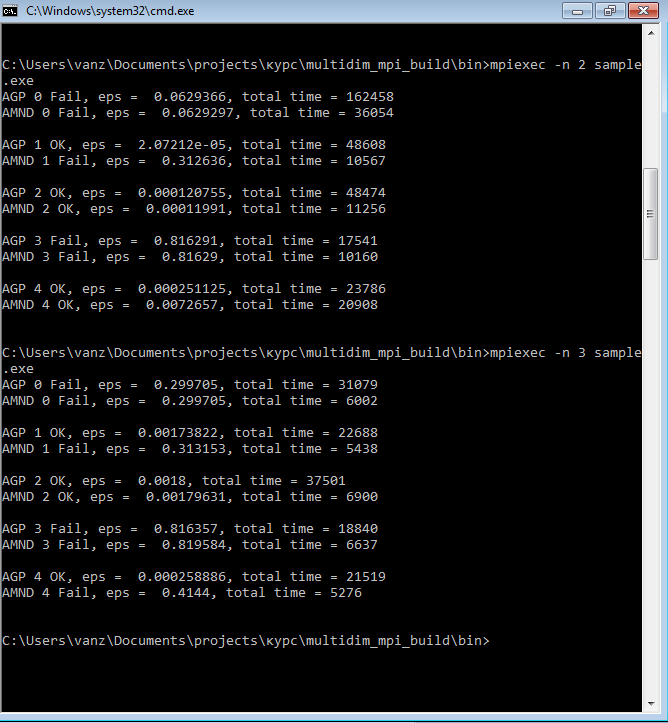 C:\Windows\system32\cmd.exe
C:\Users\vanz\Documents\projects\курс\multidim_mpi_build\bin>mpiexec -n 2 sample
.exe
AGP 0 Fail, eps =  0.0629366, total time = 162458
AMND 0 Fail, eps =  0.0629297, total time = 36054
AGP 1 OK, eps =  2.07212e-05, total time = 48608
AMND 1 Fail, eps =  0.312636, total time = 10567
AGP 2 OK, eps =  0.000120755, total time = 48474
AMND 2 OK, eps =  0.00011991, total time = 11256
AGP 3 Fail, eps =  0.816291, total time = 17541
AMND 3 Fail, eps =  0.81629, total time = 10160
AGP 4 OK, eps =  0.000251125, total time = 23786
AMND 4 OK, eps =  0.0072657, total time = 20908
C:\Users\vanz\Documents\projects\курс\multidim_mpi_build\bin>mpiexec -n 3 sample
.exe
AGP 0 Fail, eps =  0.299705, total time = 31079
AMND 0 Fail, eps =  0.299705, total time = 6002
AGP 1 OK, eps =  0.00173822, total time = 22688
AMND 1 Fail, eps =  0.313153, total time = 5438
AGP 2 OK, eps =  0.0018, total time = 37501
AMND 2 OK, eps =  0.00179631, total time = 6900
AGP 3 Fail, eps =  0.816357, total time = 18840
AMND 3 Fail, eps =  0.819584, total time = 6637
AGP 4 OK, eps =  0.000258886, total time = 21519
AMND 4 Fail, eps =  0.4144, total time = 5276
C:\Users\vanz\Documents\projects\курс\multidim_mpi_build\bin>